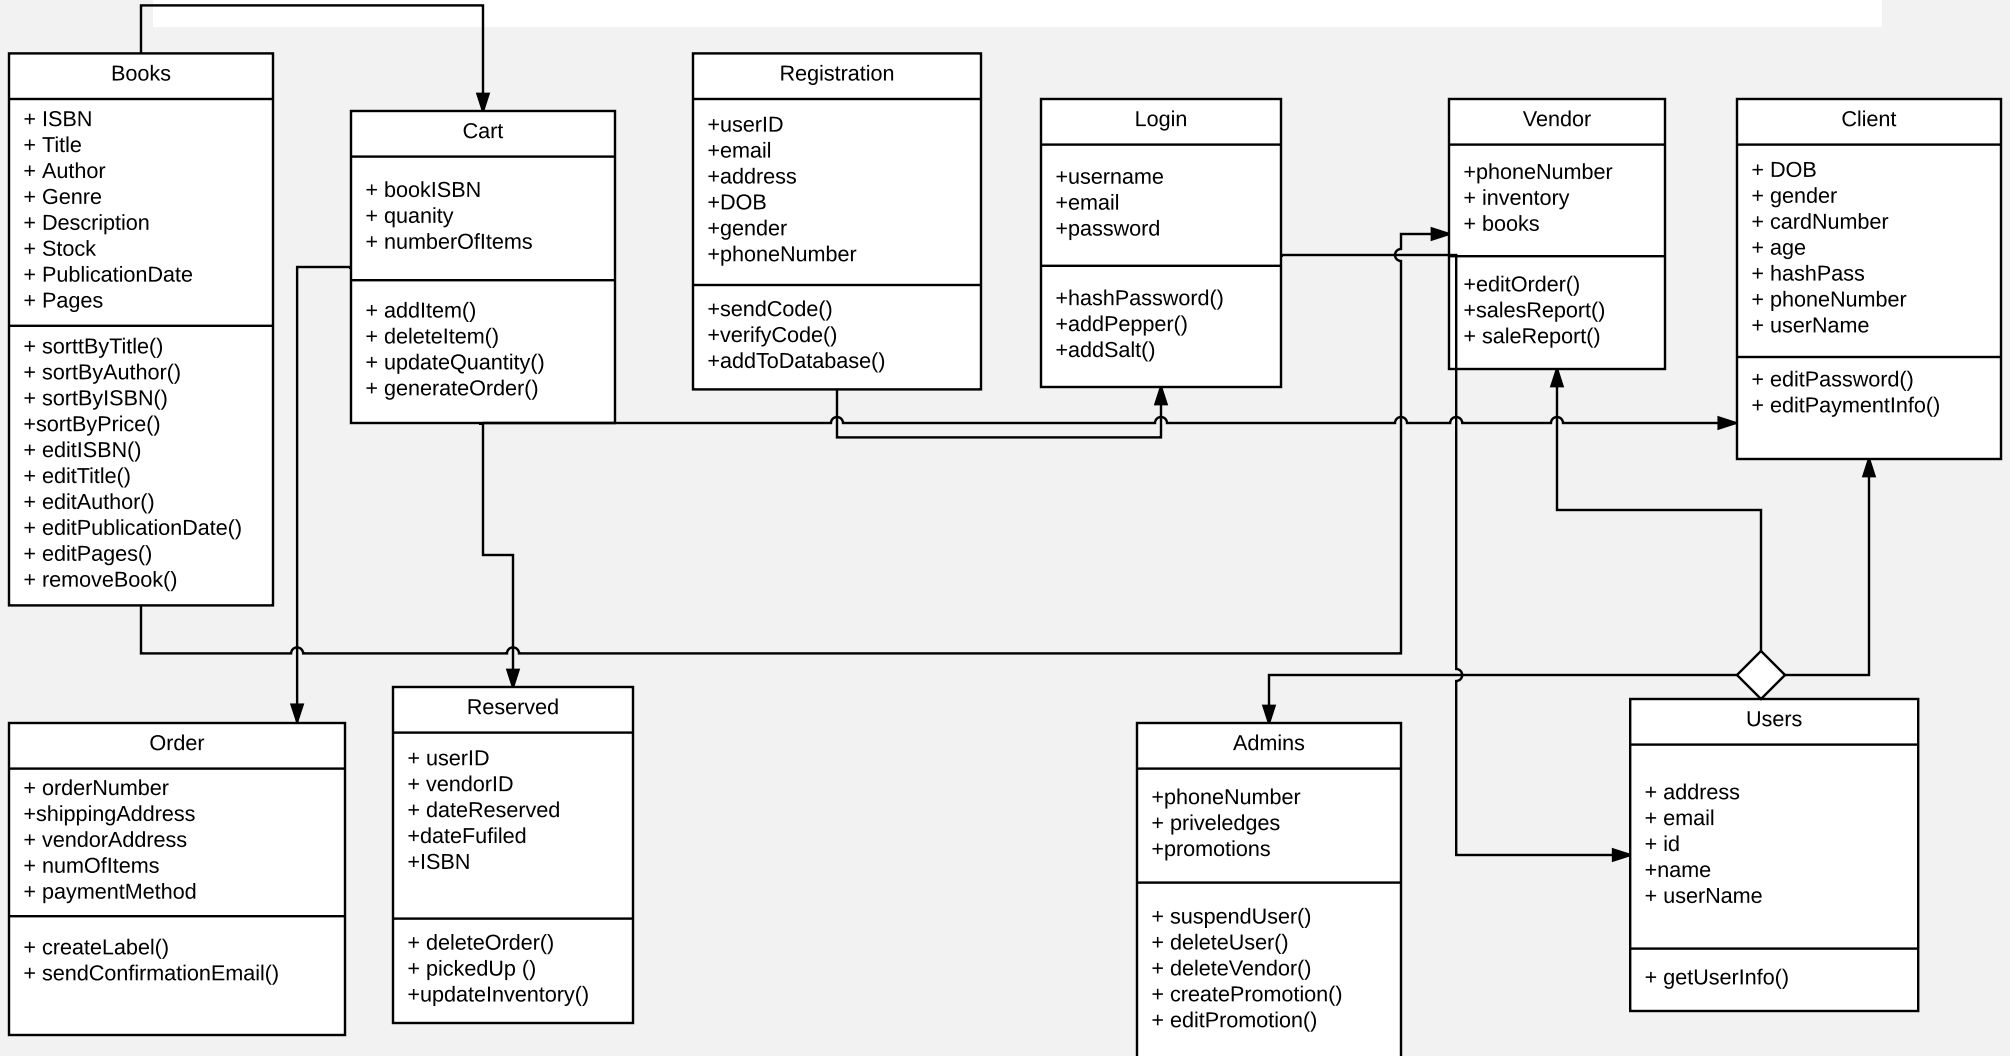 Books
+ ISBN
+ Title
+ Author
+ Genre
+ Description
+ Stock
+ PublicationDate
+ Pages
+ sorttByTitle()
+ sortByAuthor()
+ sortByISBN()
+sortByPrice()
+ editISBN()
+ editTitle()
+ editAuthor()
+ editPublicationDate()
+ editPages()
+ removeBook()
Cart
+ bookISBN
+ quanity
+ numberOfItems
+ addItem()
+ deleteItem()
+ updateQuantity()
+ generateOrder()
Registration
+userID
+email
+address
+DOB
+gender
+phoneNumber
+sendCode()
+verifyCode()
+addToDatabase()
Login
+username
+email
+password
+hashPassword()
+addPepper()
+addSalt()
Vendor
+phoneNumber
+ inventory
+ books
+editOrder()
+salesReport()
+ saleReport()
Client
+ DOB
+ gender
+ cardNumber
+ age
+ hashPass
+ phoneNumber
+ userName
+ editPassword()
+ editPaymentInfo()
Order
+ orderNumber
+shippingAddress
+ vendorAddress
+ numOfItems
+ paymentMethod
+ createLabel()
+ sendConfirmationEmail()
Reserved
+ userID
+ vendorID
+ dateReserved
+dateFufiled
+ISBN
+ deleteOrder()
+ pickedUp ()
+updateInventory()
Admins
+phoneNumber
+ priveledges
+promotions
+ suspendUser()
+ deleteUser()
+ deleteVendor()
+ createPromotion()
+ editPromotion()
Users
+ address
+ email
+ id
+name
+ userName
+ getUserInfo()